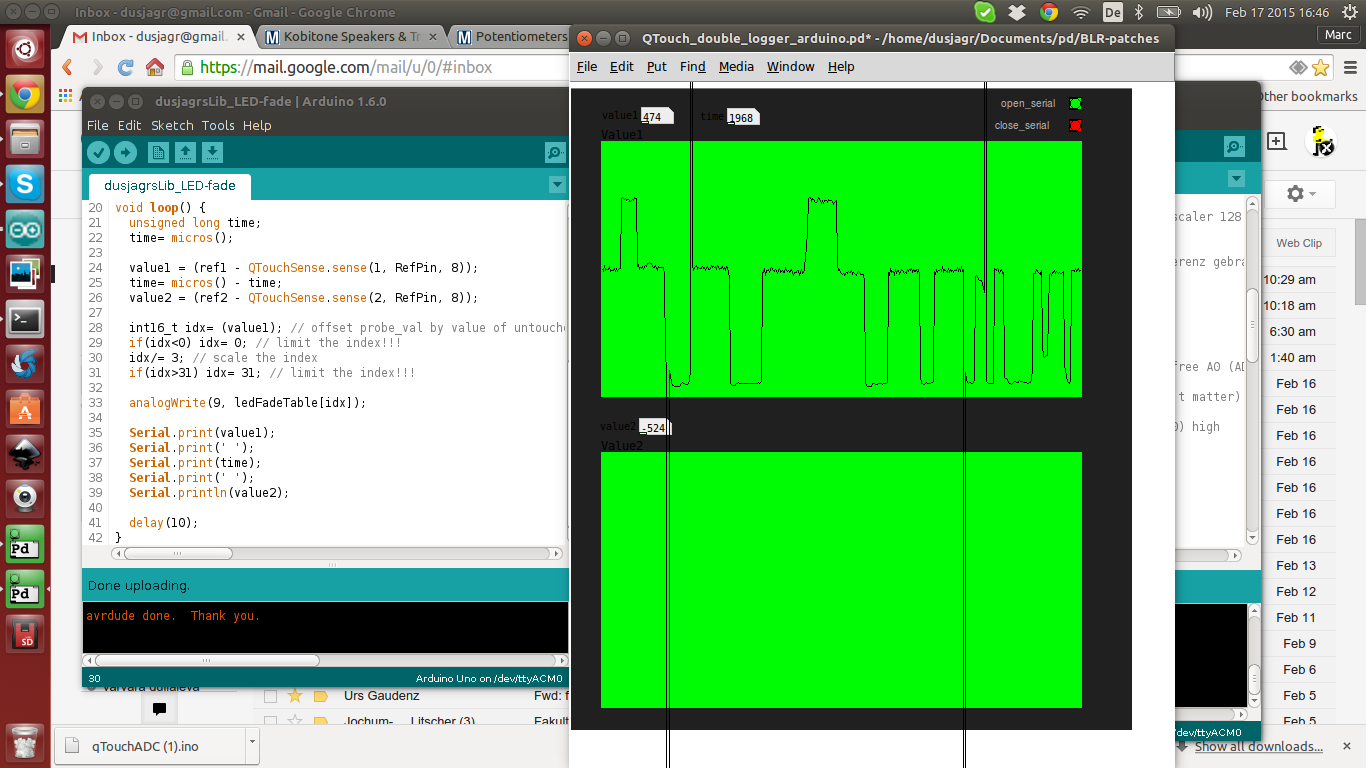 Inbox - dusjagr@gmail.com - Gmail - Google Chrome
De
Feb 17 2015 16:46
Inbox - dusjagr@gmail.
Kobitone Speakers & Tr
Potentiometers
Marc
https://mail.google.com/mail/u/0/#inbox
Other bookmarks
QTouch_double_logger_arduino.pd* - /home/dusjagr/Documents/pd/BLR-patches
File Edit Put Find Media Window Help
value1 474
time 1968
open_serial
close_serial
Value1
value2 -524
Value2
dusjagrsLib_LED-fade | Arduino 1.6.0
File Edit Sketch Tools Help
dusjagrsLib_LED-fade
20 void loop() {
21 unsigned long time;
22 time= micros();
23
24 value1 = (ref1 - QTouchSense.sense(1, RefPin, 8));
25 time= micros() - time;
26 value2 = (ref2 - QTouchSense.sense(2, RefPin, 8));
27
28 int16_t idx= (value1); // offset probe_val by value of untouche
29 if(idx<0) idx= 0; // limit the index!!!
30 idx/= 3; // scale the index
31 if(idx>31) idx= 31; // limit the index!!!
32
33 analogWrite(9, ledFadeTable[idx]);
34
35 Serial.print(value1);
36 Serial.print(' ');
37 Serial.print(time);
38 Serial.print(' ');
39 Serial.println(value2);
40
41 delay(10);
42 }
Done uploading.
avrdude done.  Thank you.
30
Arduino Uno on /dev/ttyACM0
scaler 128
erenz gebra
free AO (AD
t matter)
0) high
/dev/ttyACM0
Web Clip
10:29 am
10:18 am
6:30 am
1:40 am
Feb 16
Feb 16
Feb 16
Feb 16
Feb 16
Feb 16
Feb 16
Feb 13
Feb 12
Feb 11
Feb 9
Feb 6
Feb 5
Feb 5
Varvara guljajeva
Urs Gaudenz
Fwd: f
Jochum-... Litscher (3)
Fakult
Pd
Pd
SD
qTouchADC (1).ino
Show all downloads...